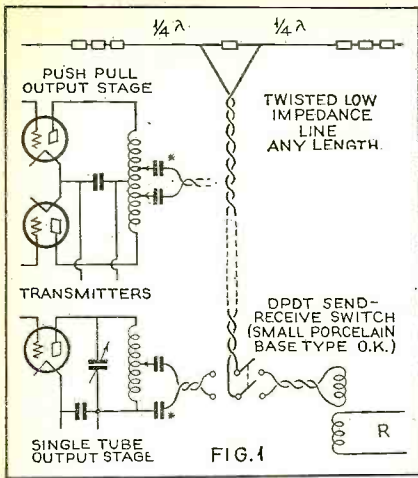 1/4 λ
1/4 λ
PUSH PULL
OUTPUT STAGE
TWISTED LOW
IMPEDANCE
LINE
ANY LENGTH.
*
TRANSMITTERS
DPDT SEND-
RECEIVE SWITCH
(SMALL PORCELAIN
BASE TYPE O.K.)
*
R
SINGLE TUBE
OUTPUT STAGE
FIG.1